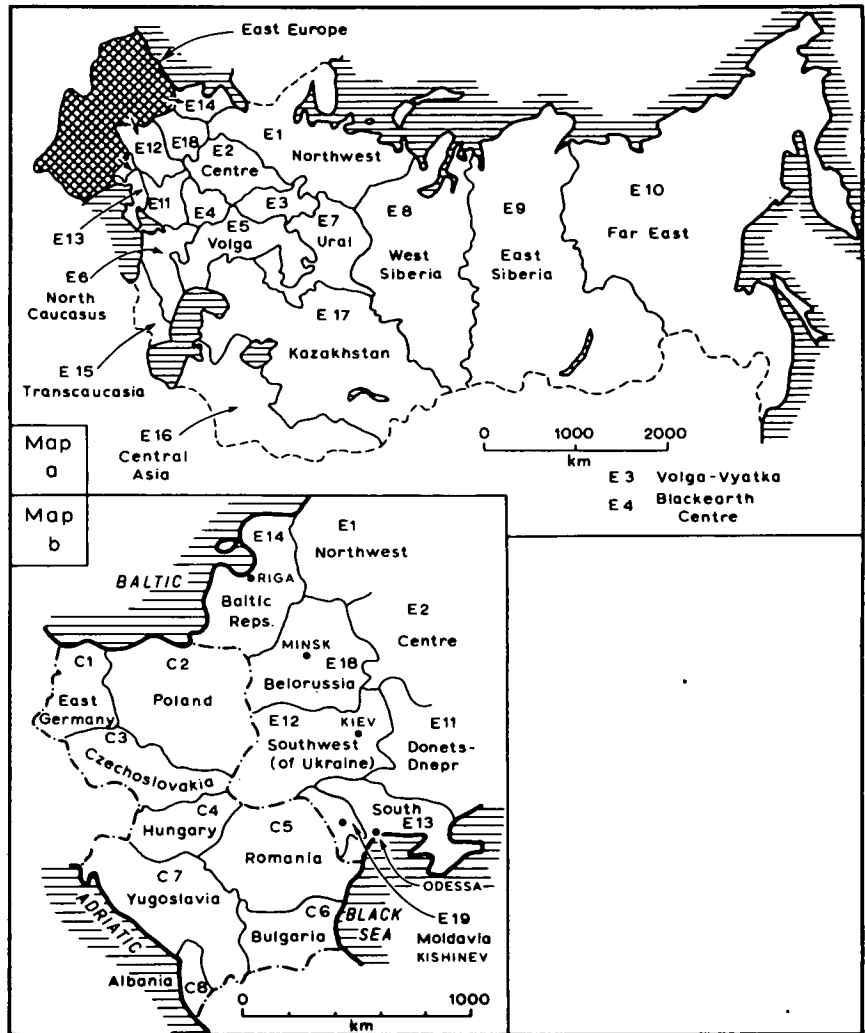 East Europe
E14
E1
Northwest
E12
E18
E2
Centre
E11
E4
E3
E5
Volga
E7
Ural
E8
West
Siberia
E9
East
Siberia
E10
Far East
E13
E6
North
Caucasus
E 17
Kazakhstan
E 15
Transcaucasia
E 16
Central
Asia
0 1000 2000
km
E 3 Volga-Vyatka
E 4 Blackearth
Centre
Map
a
Map
b
E14
E1
Northwest
BALTIC
RIGA
Baltic
Reps.
E2
Centre
MINSK
E18
Belorussia
C1
East
Germany
C2
Poland
C3
Czechoslovakia
E12
KIEV
Southwest
(of Ukraine)
E11
Donets-
Dnepr
C4
Hungary
C5
Romania
South
E13
ODESSA
C7
Yugoslavia
ADRIATIC
C6
Bulgaria
BLACK
SEA
E19
Moldavia
KISHINEV
Albania
C8
0 1000
km